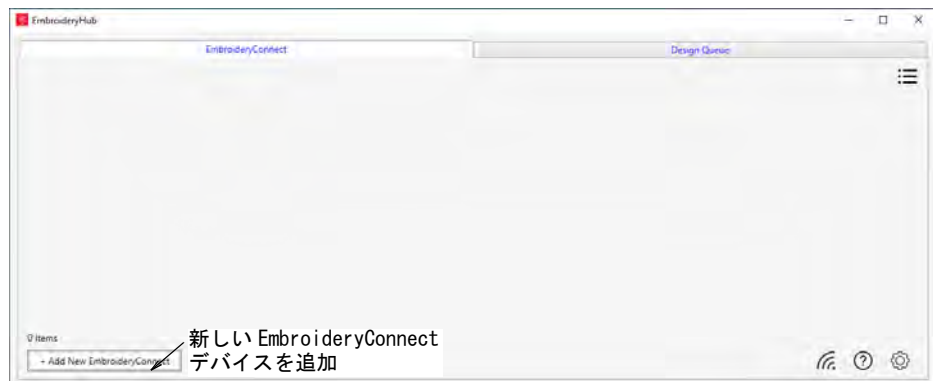 EmbroideryHub
EmbroideryConnect
Design Queue
0 items
+ Add New EmbroideryConnect
新しい EmbroideryConnect
デバイスを追加